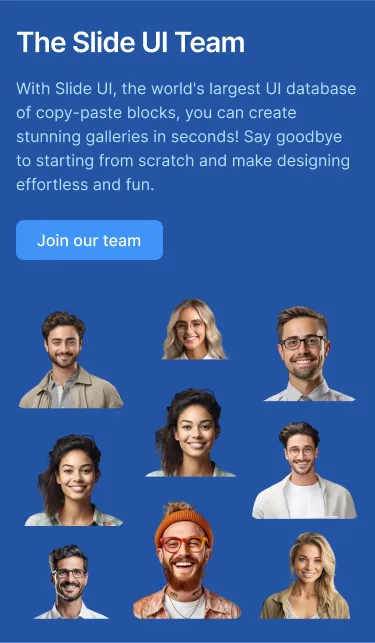 The Slide UI Team
With Slide UI, the world's largest UI database
of copy-paste blocks, you can create
stunning galleries in seconds! Say goodbye
to starting from scratch and make designing
effortless and fun.
Join our team